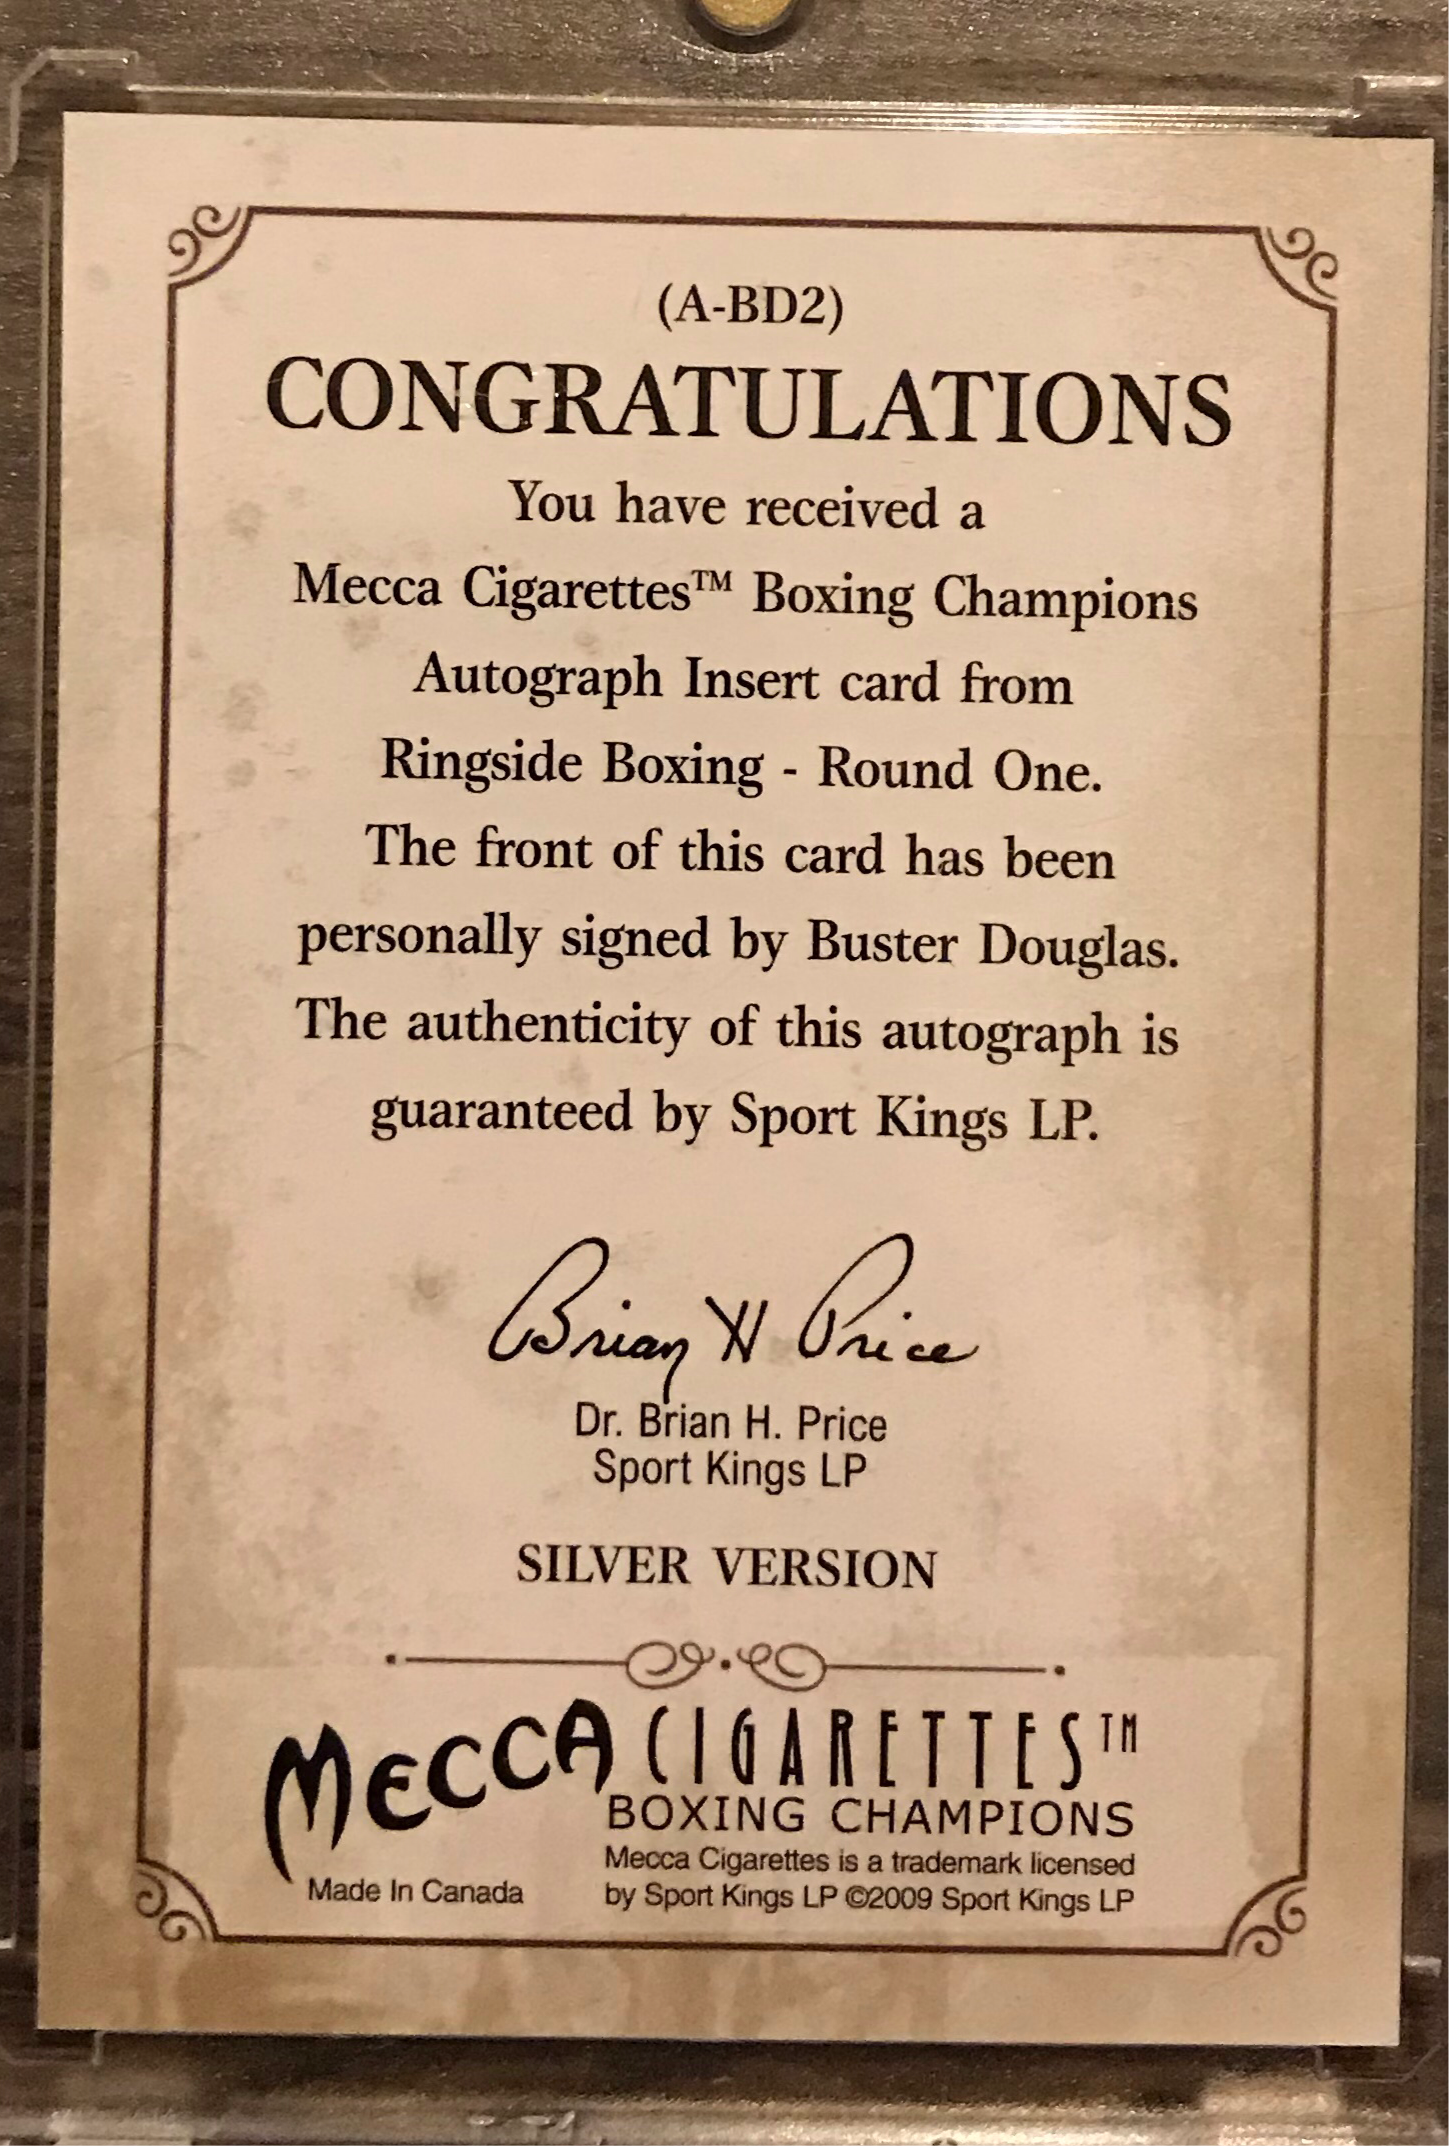 (A-BD2)
CONGRATULATIONS
You have received a
Mecca Cigarettes™ Boxing Champions
Autograph Insert card from
Ringside Boxing - Round One.
The front of this card has been
personally signed by Buster Douglas.
The authenticity of this autograph is
guaranteed by Sport Kings LP.
Brian H Price
Dr. Brian H. Price
Sport Kings LP
SILVER VERSION
MECCA CIGARETTES™
BOXING CHAMPIONS
Mecca Cigarettes is a trademark licensed
Made In Canada by Sport Kings LP ©2009 Sport Kings LP